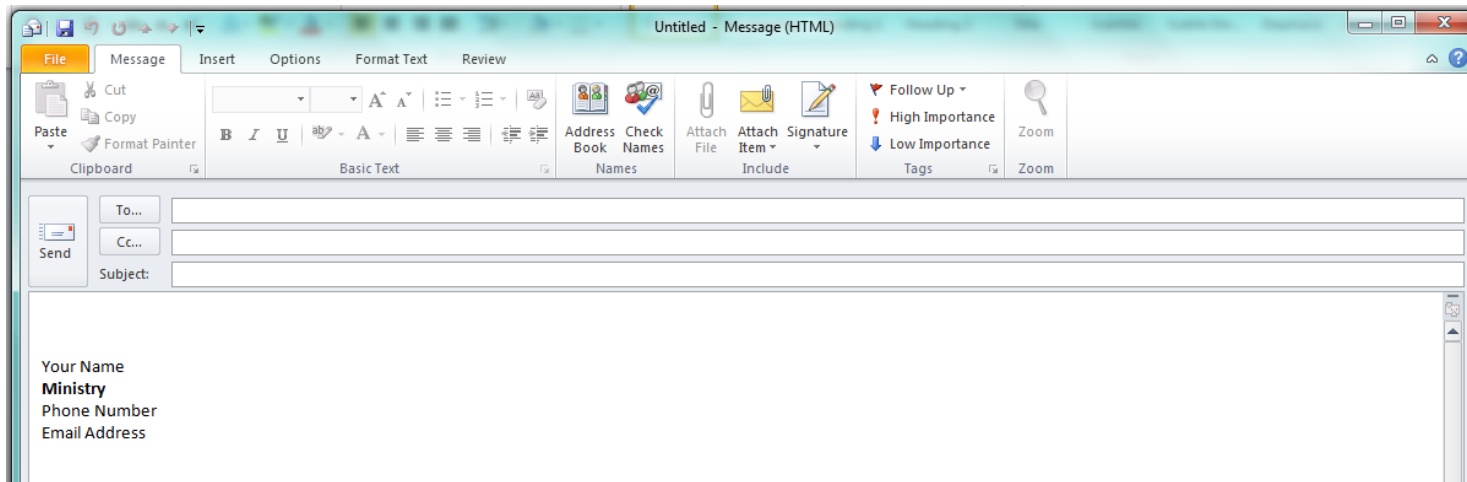 Untitled - Message (HTML)
File Message Insert Options Format Text Review
Cut
Copy
Format Painter
Paste
Clipboard
A A
B I U ab A
Basic Text
Address Book
Check Names
Names
Attach File
Attach Item
Signature
Include
Follow Up
High Importance
Low Importance
Tags
Zoom
Zoom
Send
To...
Cc...
Subject:
Your Name
Ministry
Phone Number
Email Address